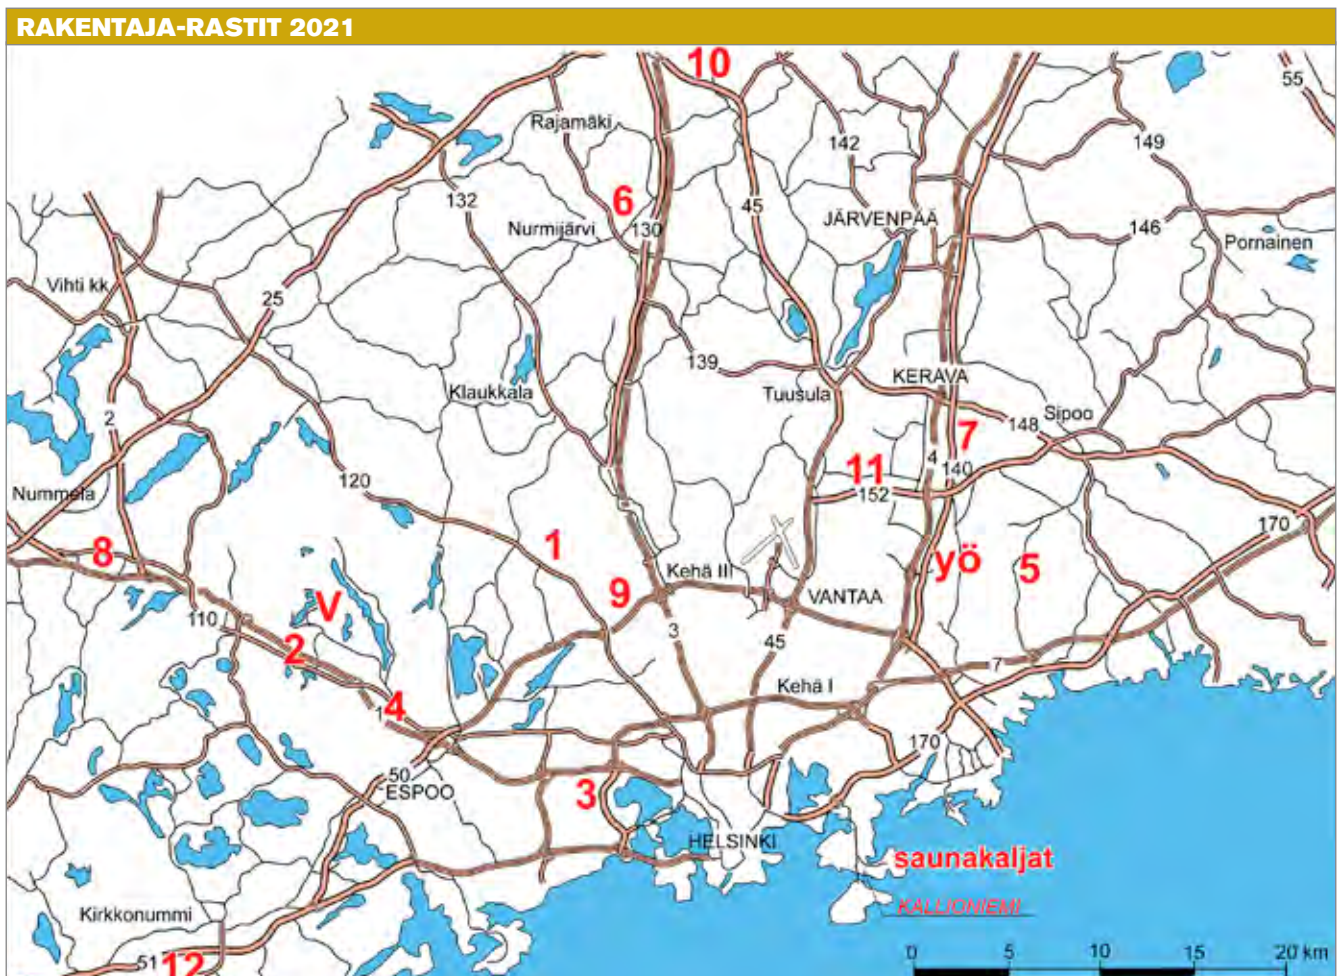 RAKENTAJA-RASTIT 2021
10
55
Rajamäki
142
149
132
6
45
JÄRVENPÄÄ
Nurmijärvi
130
146
Pornainen
Vihti kk
25
139
KERAVA
Klaukkala
Tuusula
2
Sipoo
148
7
4
11
140
120
152
Nummela
170
1
8
yö
5
Kehä III
9
VANTAA
V
110
3
45
2
7
Kehä I
4
1
170
50
ESPOO
3
HELSINKI
saunakaljat
KALLIONIEMI
Kirkkonummi
51
12
0 5 10 15 20 km